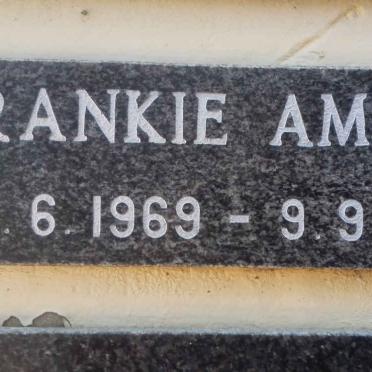 RANKIE AM
. 6. 1969 - 9. 9